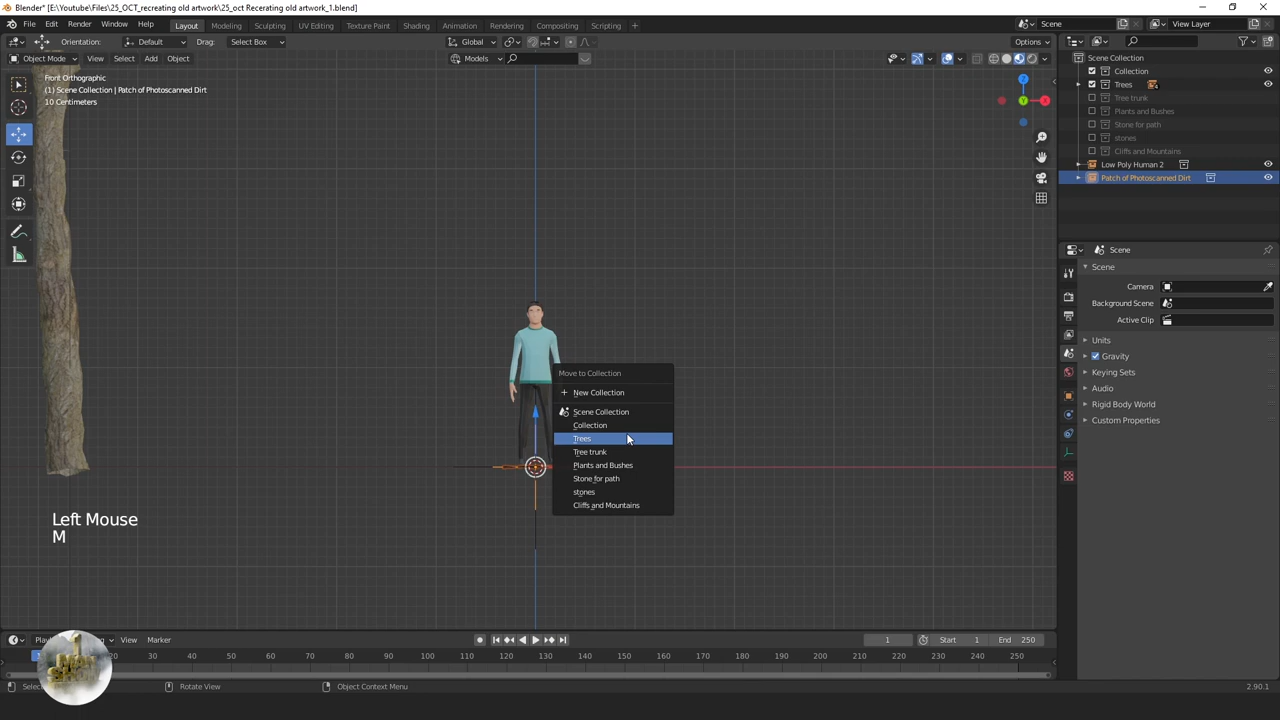 Blender* [E:\Youtube\Files\25_OCT_recreating old artwork\25_oct Recerating old artwork_1.blend]
File Edit Render Window Help Layout Modeling Sculpting UV Editing Texture Paint Shading Animation Rendering Compositing Scripting + Scene View Layer
Orientation: Default Drag: Select Box Global Options
Object Mode View Select Add Object Models
Front Orthographic
(1) Scene Collection | Patch of Photoscanned Dirt
10 Centimeters
Z
Y
X
Scene Collection
Collection
Trees
Tree trunk
Plants and Bushes
Stone for path
stones
Cliffs and Mountains
Low Poly Human 2
Patch of Photoscanned Dirt
Scene
Scene
Camera
Background Scene
Active Clip
Units
Gravity
Keying Sets
Audio
Rigid Body World
Custom Properties
Move to Collection
New Collection
Scene Collection
Collection
Trees
Tree trunk
Plants and Bushes
Stone for path
stones
Cliffs and Mountains
Left Mouse
M
View Marker 1 Start 1 End 250
20 30 40 50 60 70 80 90 100 110 120 130 140 150 160 170 180 190 200 210 220 230 240 250
Rotate View Object Context Menu 2.90.1